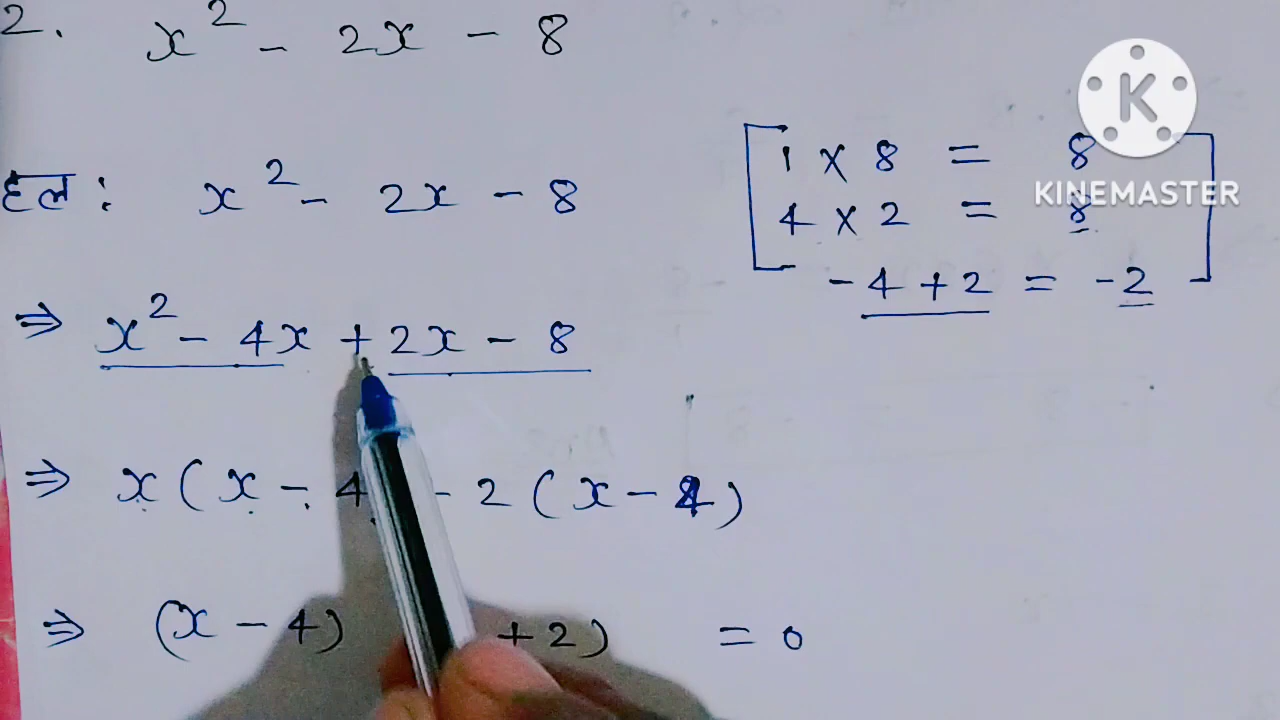 2. x² - 2x - 8
हल : x² - 2x - 8
⇒ x² - 4x + 2x - 8
⇒ x(x - 4 - 2(x - 4)
⇒ (x - 4) + 2) = 0
1 × 8 = 8
4 × 2 = 8
- 4 + 2 = - 2
K
KINEMASTER